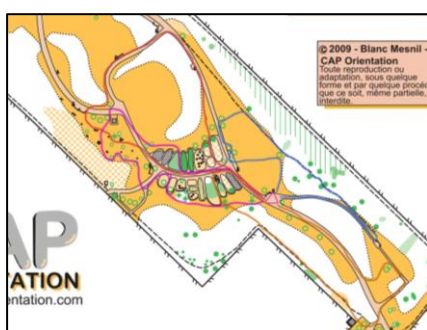 © 2009 - Blanc Mesnil -
CAP Orientation
Toute reproduction ou
adaptation, sous quelque
forme et par quelque procéd
que ce soit, même partielle,
interdite.
AP
TATION
entation.com